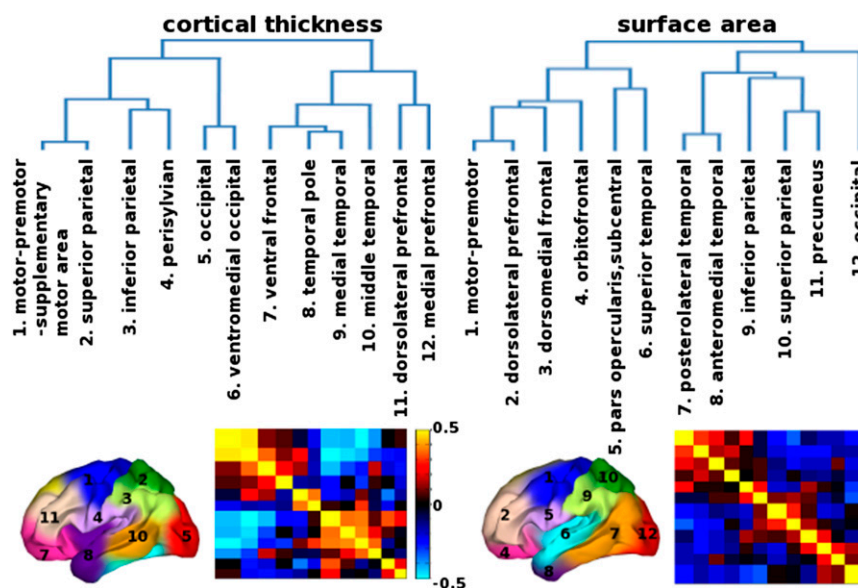 cortical thickness
surface area
1. motor-premotor
-supplementary
motor area
2. superior parietal
3. inferior parietal
4. perisylvian
5. occipital
6. ventromedial occipital
7. ventral frontal
8. temporal pole
9. medial temporal
10. middle temporal
11. dorsolateral prefrontal
12. medial prefrontal
1. motor-premotor
2. dorsolateral prefrontal
3. dorsomedial frontal
4. orbitofrontal
5. pars opercularis,subcentral
6. superior temporal
7. posterolateral temporal
8. anteromedial temporal
9. inferior parietal
10. superior parietal
11. precuneus
12. occipital
1
2
3
4
11
10
5
7
8
0.5
0
-0.5
1
10
9
2
5
6
4
7
12
8